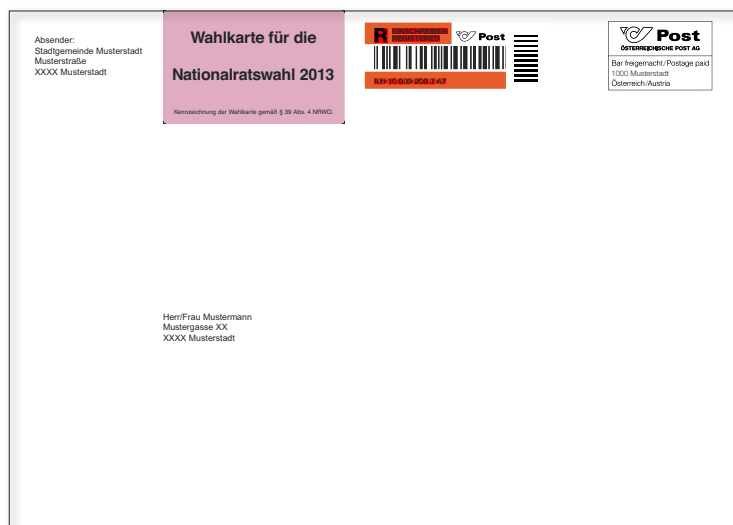 Absender:
Stadtgemeinde Musterstadt
Musterstraße
XXXX Musterstadt
Wahlkarte für die
Nationalratswahl 2013
Kennzeichnung der Wahlkarte gemäß § 39 Abs. 4 NRWO.
R EINSCHREIBEN
REGISTERED
Post
Post
ÖSTERREICHISCHE POST AG
Bar freigemacht/Postage paid
1000 Musterstadt
Österreich/Austria
Herr/Frau Mustermann
Mustergasse XX
XXXX Musterstadt